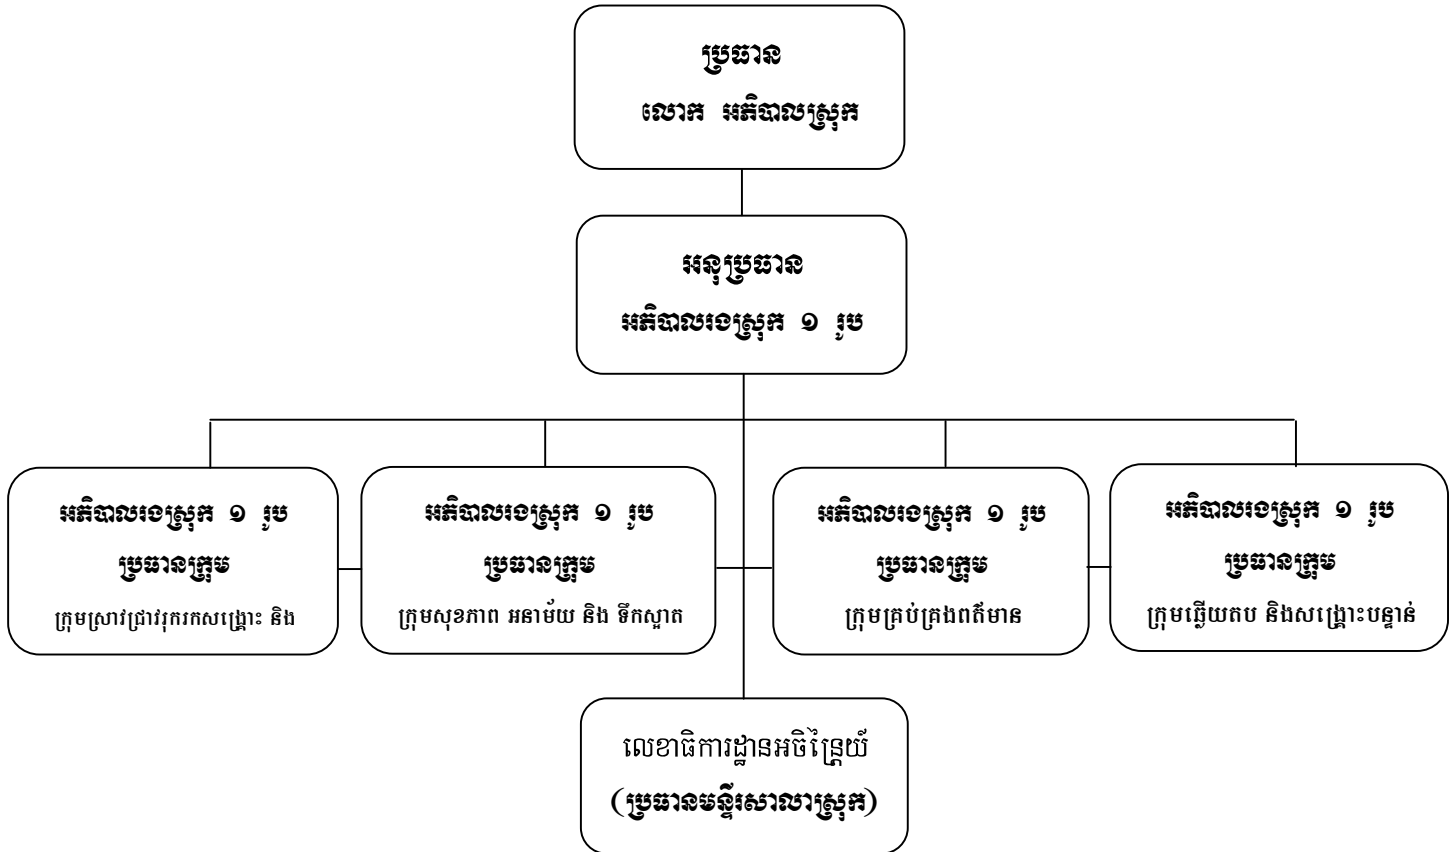 ប្រធាន
លោក អភិបាលស្រុក
អនុប្រធាន
អភិបាលរងស្រុក ១ រូប
អភិបាលរងស្រុក ១ រូប
ប្រធានក្រុម
ក្រុមស្រាវជ្រាវរុករកសង្គ្រោះ និង
អភិបាលរងស្រុក ១ រូប
ប្រធានក្រុម
ក្រុមសុខភាព អនាម័យ និង ទឹកស្អាត
អភិបាលរងស្រុក ១ រូប
ប្រធានក្រុម
ក្រុមគ្រប់គ្រងពត៌មាន
អភិបាលរងស្រុក ១ រូប
ប្រធានក្រុម
ក្រុមឆ្លើយតប និងសង្គ្រោះបន្ទាន់
លេខាធិការដ្ឋានអចិន្ត្រៃយ៍
(ប្រធានមន្ទីរសាលាស្រុក)